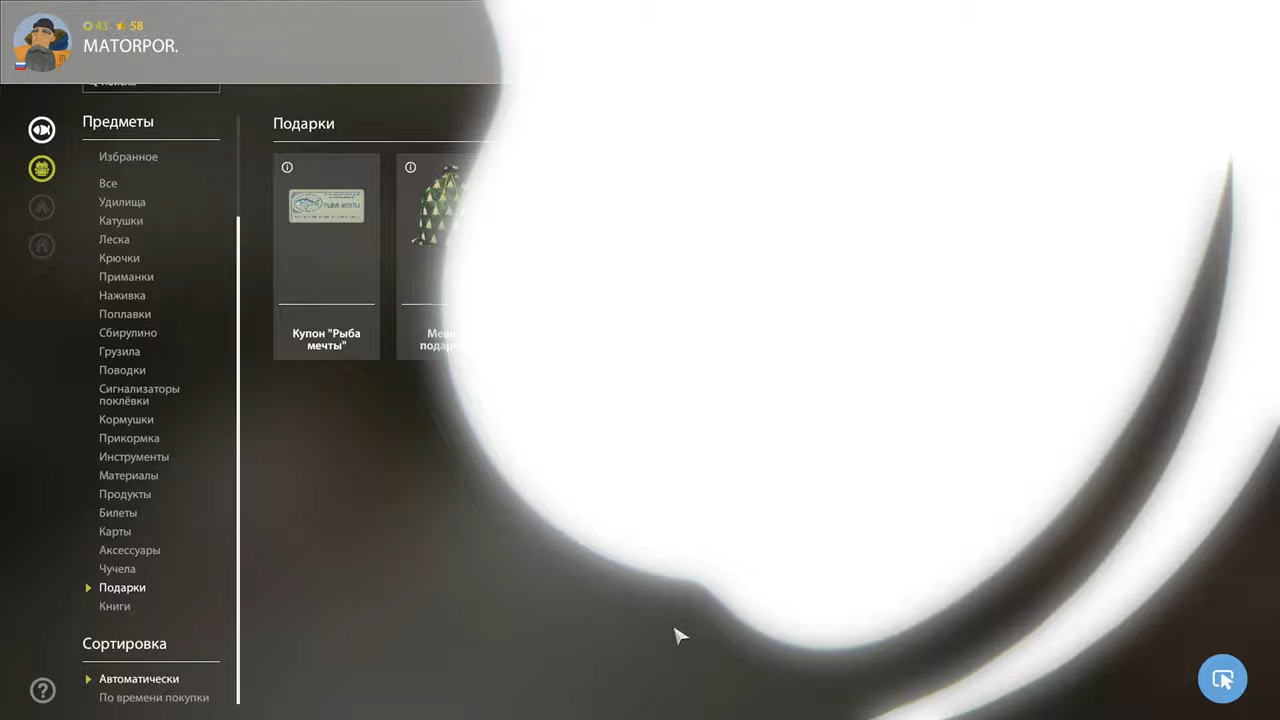 43 58
MATORPOR.
Предметы
Избранное
Все
Удилища
Катушки
Леска
Крючки
Приманки
Наживка
Поплавки
Сбирулино
Грузила
Поводки
Сигнализаторы
поклёвки
Кормушки
Прикормка
Инструменты
Материалы
Продукты
Билеты
Карты
Аксессуары
Чучела
Подарки
Книги
Сортировка
Автоматически
По времени покупки
Подарки
РЫБА МЕЧТЫ
Купон "Рыба
мечты"